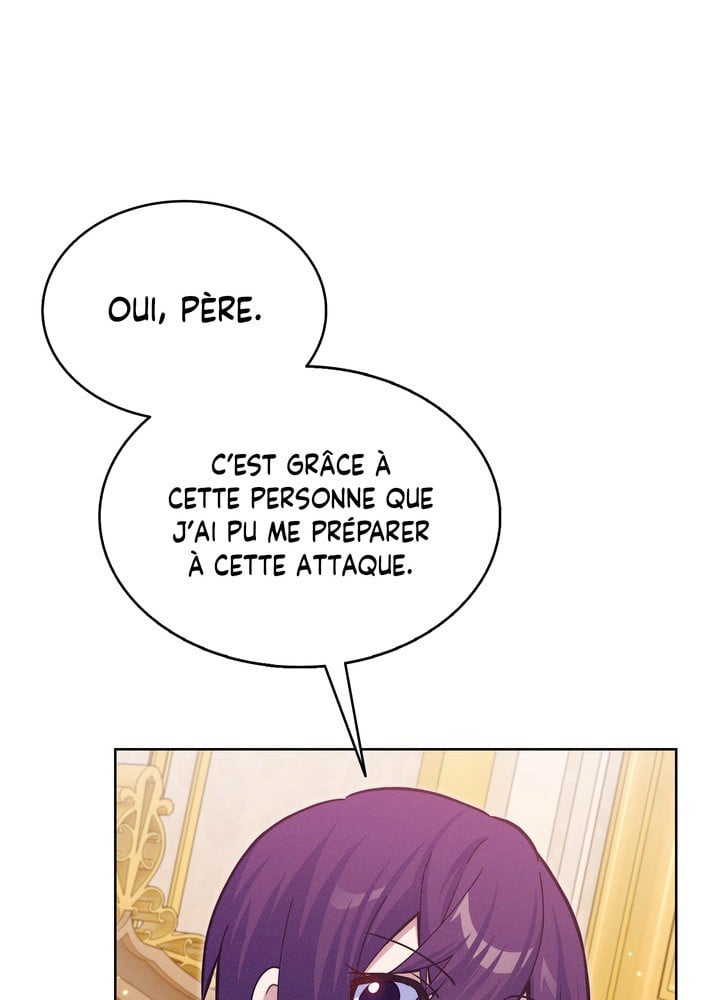 OUI, PÈRE.
C'EST GRÂCE À
CETTE PERSONNE QUE
J'AI PU ME PRÉPARER
À CETTE ATTAQUE.